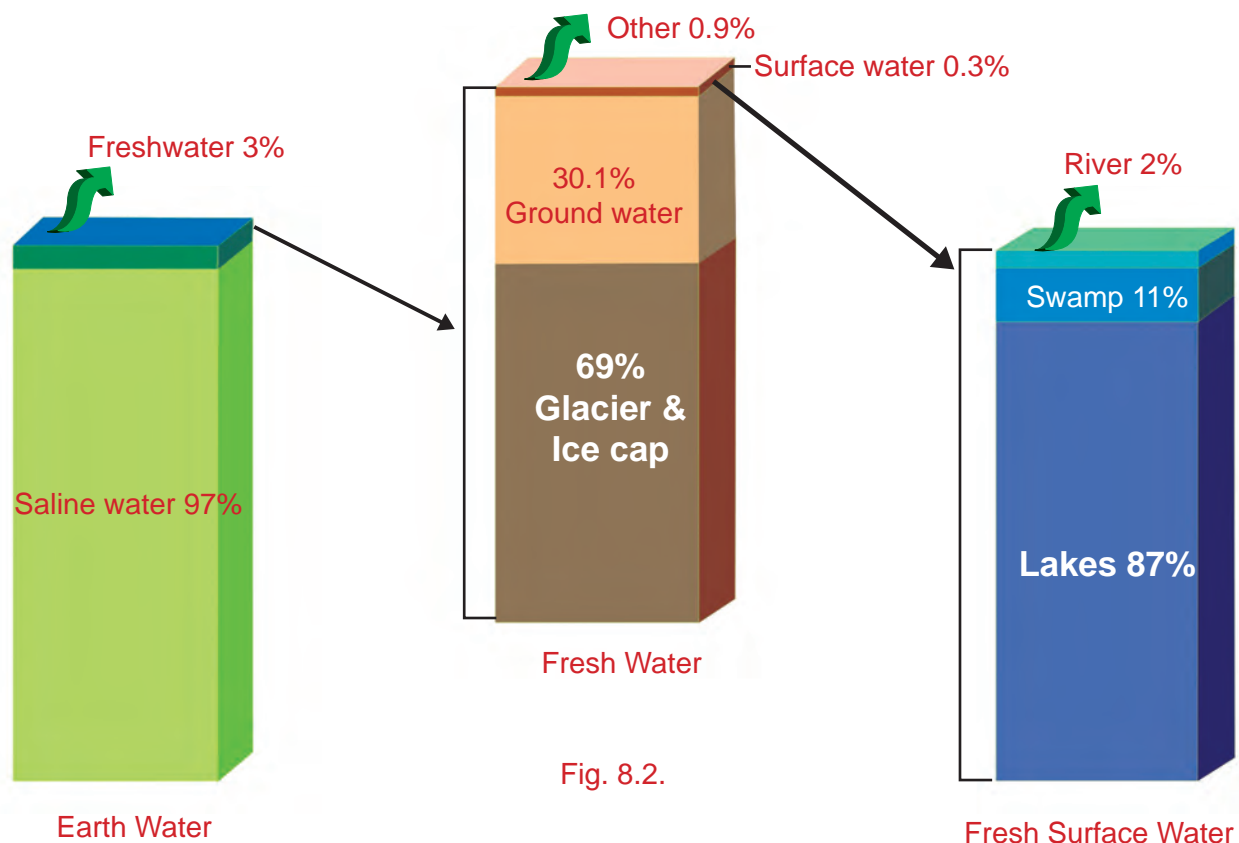 Other 0.9%
Surface water 0.3%
Freshwater 3%
River 2%
30.1%
Ground water
Swamp 11%
69%
Glacier &
Ice cap
Saline water 97%
Lakes 87%
Fresh Water
Fig. 8.2.
Earth Water
Fresh Surface Water